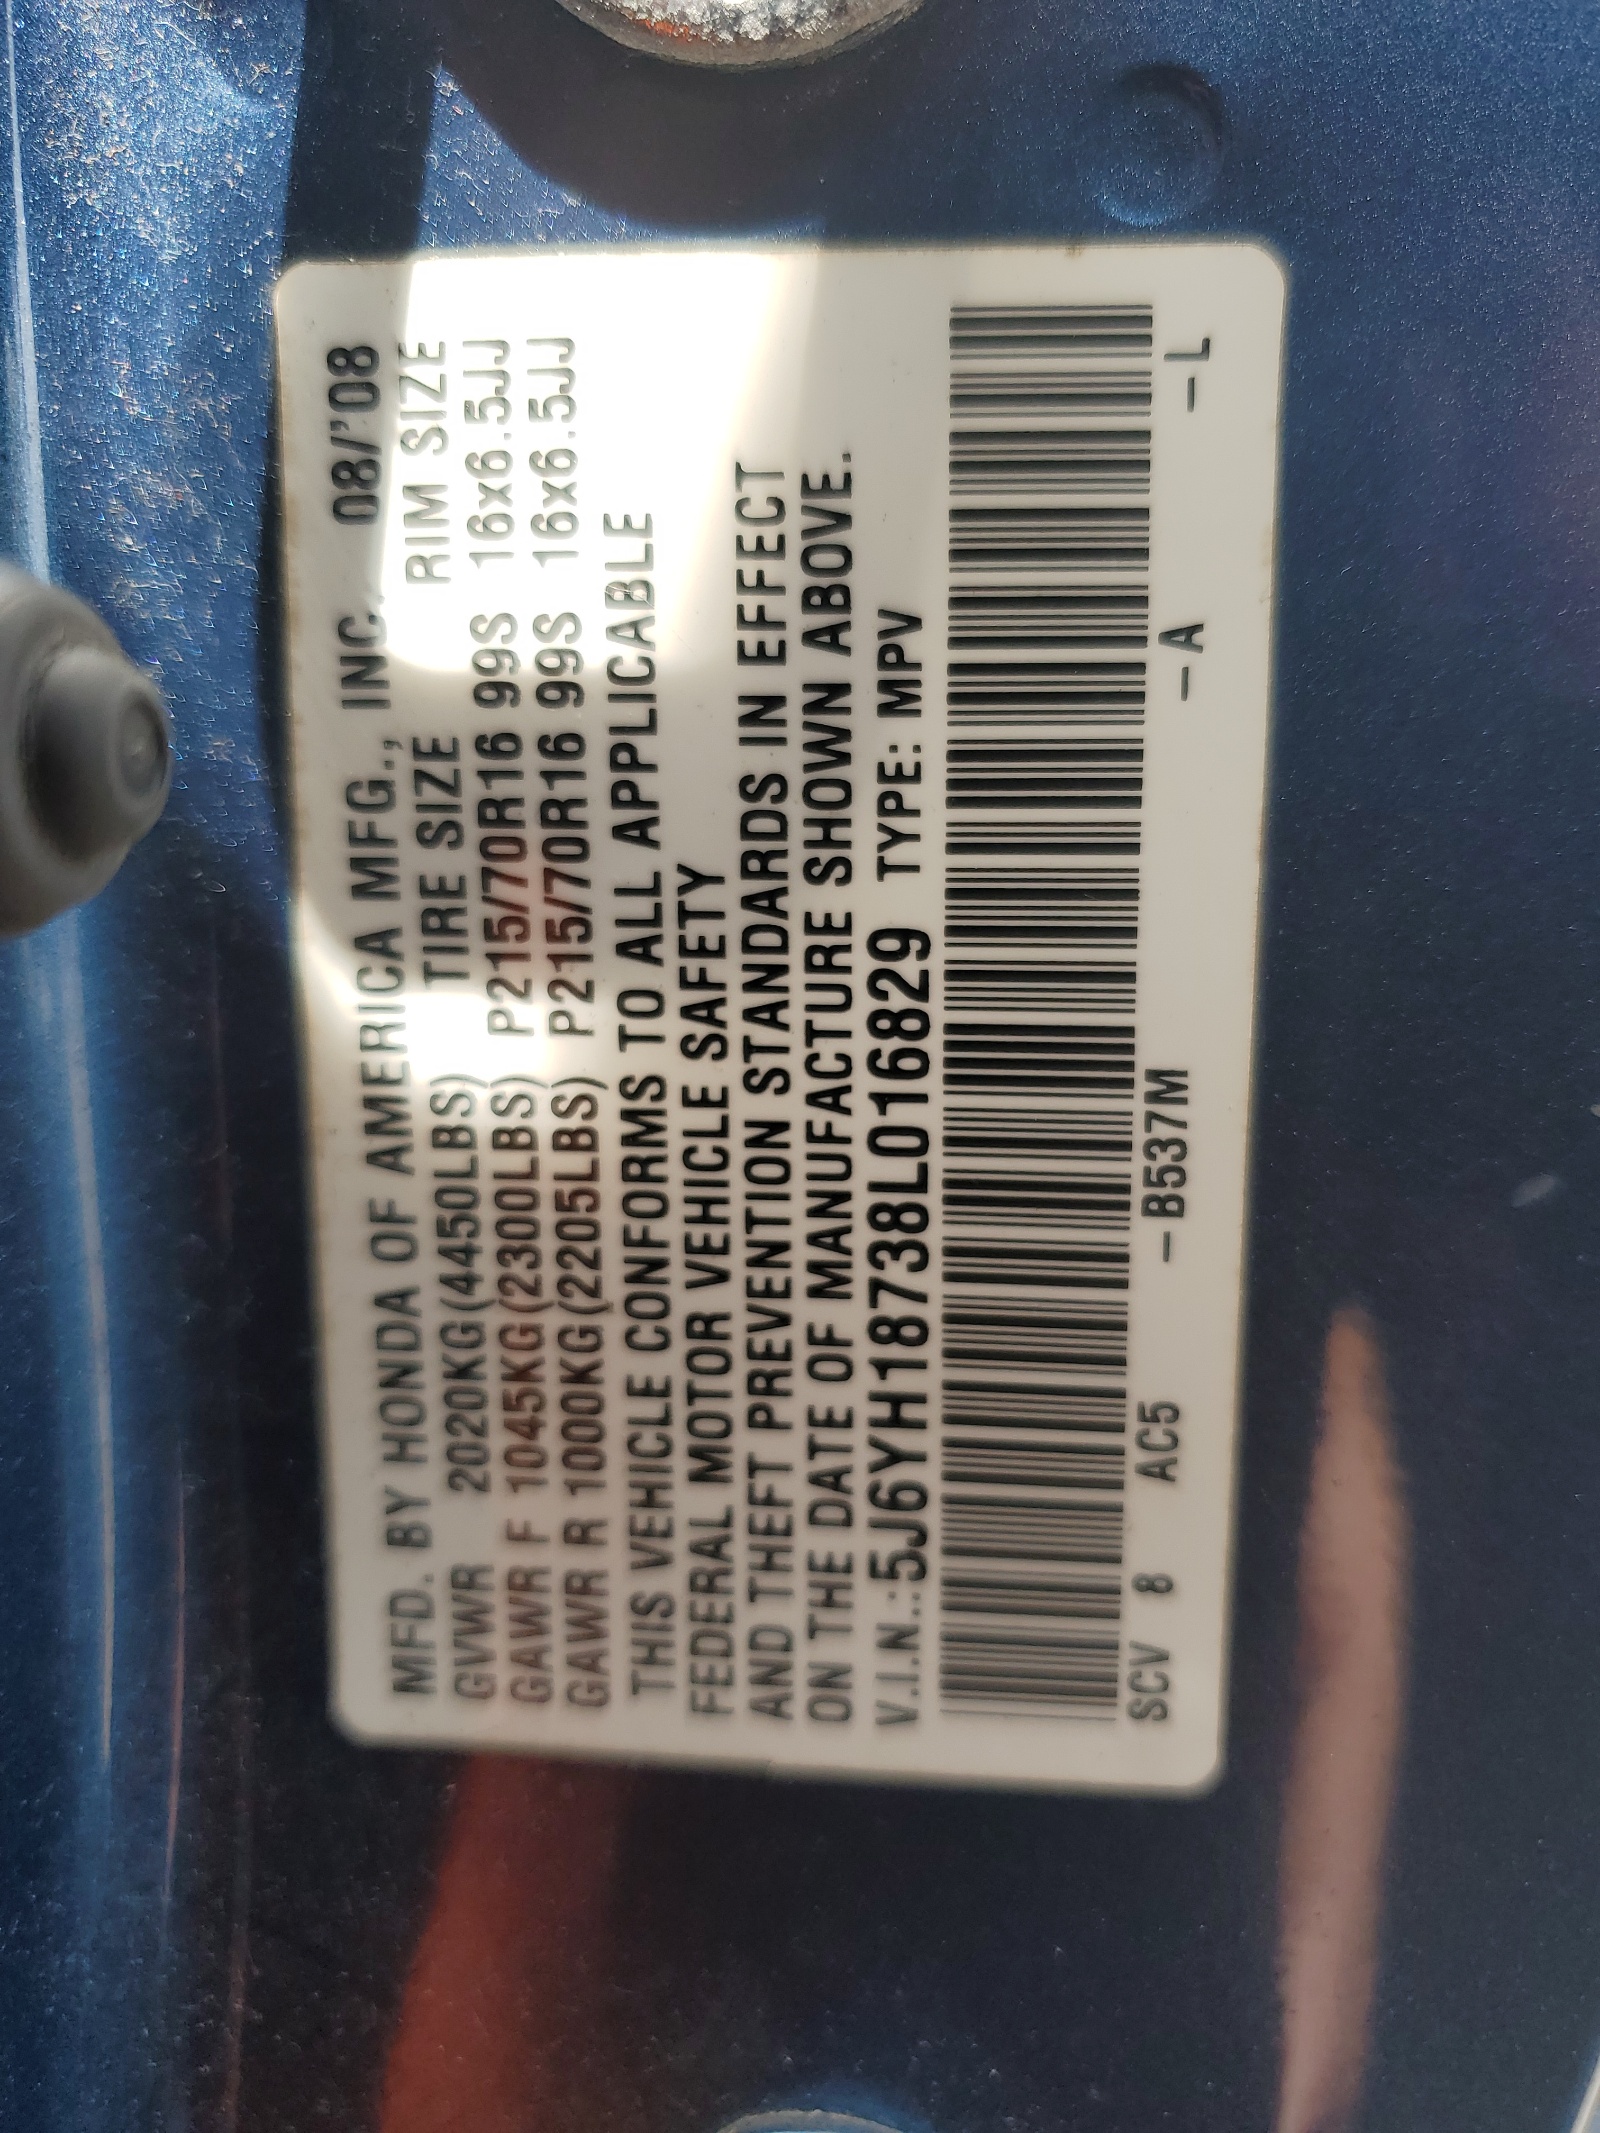 MFD. BY HONDA OF AMERICA MFG., INC. 08/'08
GVWR 2020KG(4450LBS) TIRE SIZE RIM SIZE
GAWR F 1045KG(2300LBS) P215/70R16 99S 16x6.5JJ
GAWR R 1000KG(2205LBS) P215/70R16 99S 16x6.5JJ
THIS VEHICLE CONFORMS TO ALL APPLICABLE
FEDERAL MOTOR VEHICLE SAFETY
AND THEFT PREVENTION STANDARDS IN EFFECT
ON THE DATE OF MANUFACTURE SHOWN ABOVE.
V.I.N.:5J6YH18738L016829 TYPE: MPV
SCV 8 AC5 –B537M –A –L